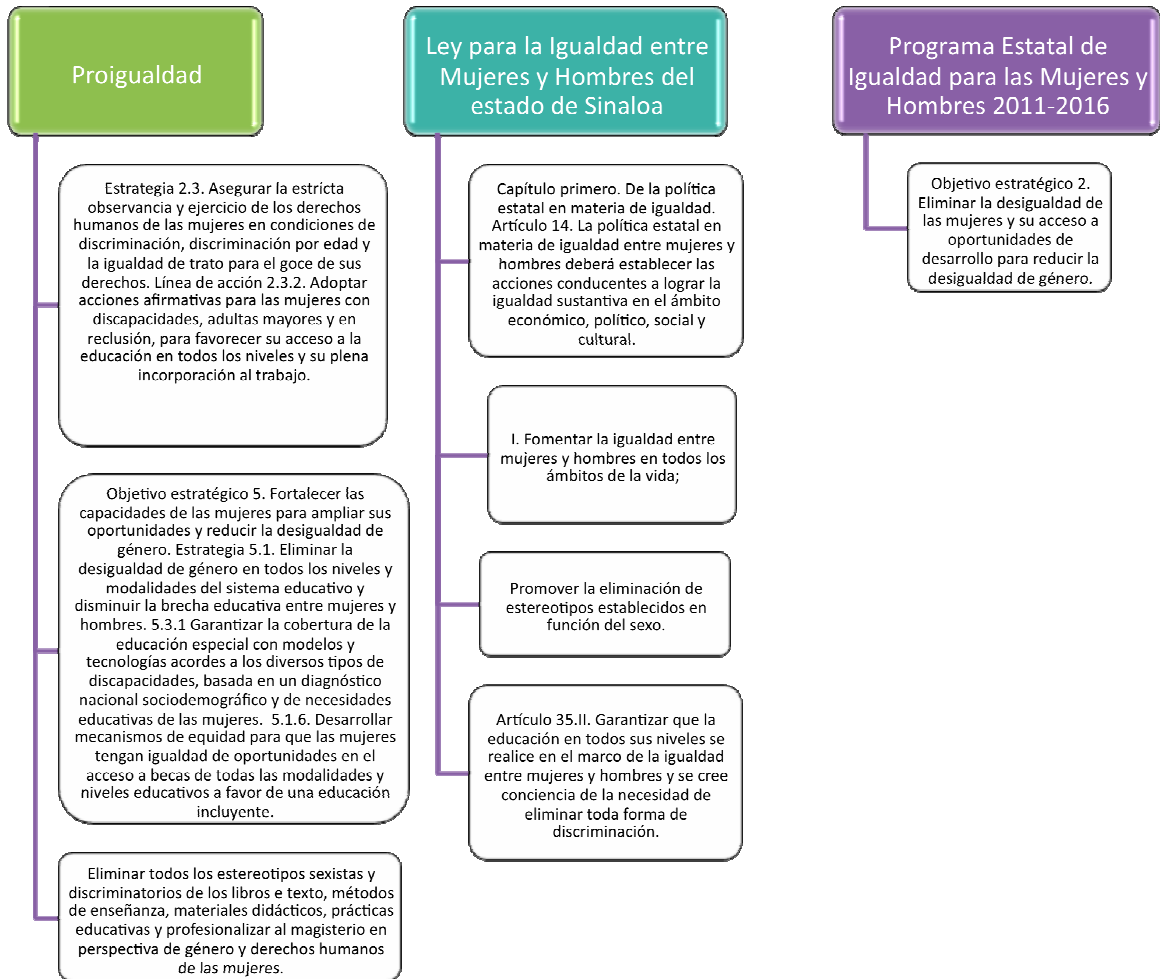 Proigualdad
Estrategia 2.3. Asegurar la estricta
observancia y ejercicio de los derechos
humanos de las mujeres en condiciones de
discriminación, discriminación por edad y
la igualdad de trato para el goce de sus
derechos. Línea de acción 2.3.2. Adoptar
acciones afirmativas para las mujeres con
discapacidades, adultas mayores y en
reclusión, para favorecer su acceso a la
educación en todos los niveles y su plena
incorporación al trabajo.
Objetivo estratégico 5. Fortalecer las
capacidades de las mujeres para ampliar sus
oportunidades y reducir la desigualdad de
género. Estrategia 5.1. Eliminar la
desigualdad de género en todos los niveles y
modalidades del sistema educativo y
disminuir la brecha educativa entre mujeres y
hombres. 5.3.1 Garantizar la cobertura de la
educación especial con modelos y
tecnologías acordes a los diversos tipos de
discapacidades, basada en un diagnóstico
nacional sociodemográfico y de necesidades
educativas de las mujeres. 5.1.6. Desarrollar
mecanismos de equidad para que las mujeres
tengan igualdad de oportunidades en el
acceso a becas de todas las modalidades y
niveles educativos a favor de una educación
incluyente.
Eliminar todos los estereotipos sexistas y
discriminatorios de los libros e texto, métodos
de enseñanza, materiales didácticos, prácticas
educativas y profesionalizar al magisterio en
perspectiva de género y derechos humanos
de las mujeres.
Ley para la Igualdad entre
Mujeres y Hombres del
estado de Sinaloa
Capítulo primero. De la política
estatal en materia de igualdad.
Artículo 14. La política estatal en
materia de igualdad entre mujeres y
hombres deberá establecer las
acciones conducentes a lograr la
igualdad sustantiva en el ámbito
económico, político, social y
cultural.
I. Fomentar la igualdad entre
mujeres y hombres en todos los
ámbitos de la vida;
Promover la eliminación de
estereotipos establecidos en
función del sexo.
Artículo 35.II. Garantizar que la
educación en todos sus niveles se
realice en el marco de la igualdad
entre mujeres y hombres y se cree
conciencia de la necesidad de
eliminar toda forma de
discriminación.
Programa Estatal de
Igualdad para las Mujeres y
Hombres 2011-2016
Objetivo estratégico 2.
Eliminar la desigualdad de
las mujeres y su acceso a
oportunidades de
desarrollo para reducir la
desigualdad de género.